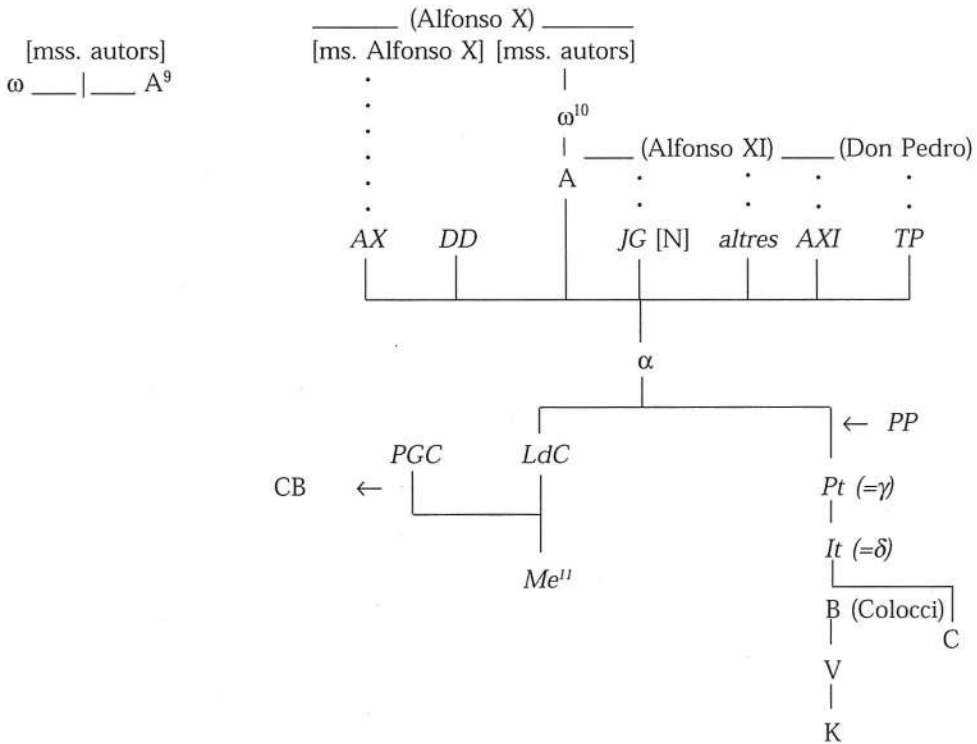 (Alfonso X)
[mss. autors] [ms. Alfonso X] [mss. autors]
ω A⁹
ω¹⁰
(Alfonso XI) (Don Pedro)
A
AX DD JG [N] altres AXI TP
α
← PP
PGC LdC
CB ← Pt (=γ)
It (=δ)
Me¹¹
B (Colocci)
C
V
K